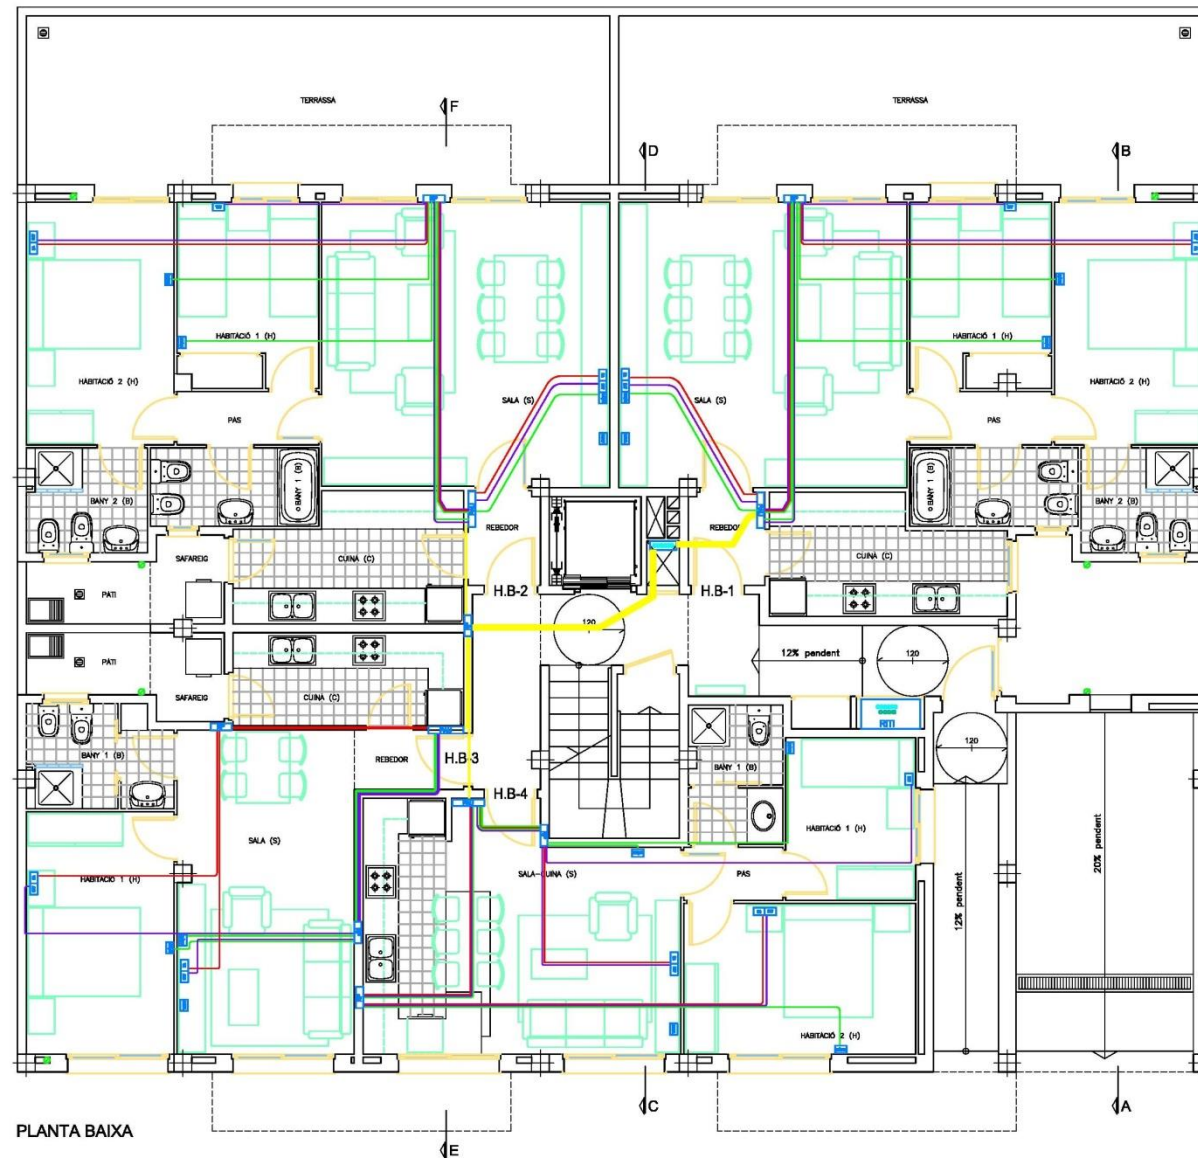 TERRASSA
TERRASSA
F
D
B
HABITACIÓ 1 (H)
HABITACIÓ 1 (H)
HABITACIÓ 2 (H)
HABITACIÓ 2 (H)
SALA (S)
SALA (S)
PAS
PAS
BANY 2 (B)
BANY 1 (B)
BANY 1 (B)
BANY 2 (B)
REBEDOR
REBEDOR
SAFAREIG
CUINA (C)
CUINA (C)
PATI
H.B-2
H.B-1
120
12% pendent
120
PATI
SAFAREIG
CUINA (C)
RITI
BANY 1 (B)
REBEDOR
H.B-3
BANY 1 (B)
120
H.B-4
SALA (S)
HABITACIÓ 1 (H)
HABITACIÓ 1 (H)
SALA-CUINA (S)
PAS
12% pendent
20% pendent
HABITACIÓ 2 (H)
C
A
PLANTA BAIXA
E